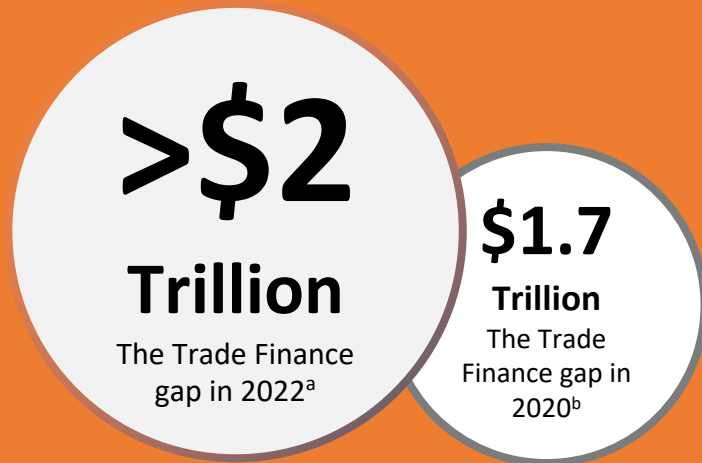 >$2
Trillion
The Trade Finance
gap in 2022ᵃ
$1.7
Trillion
The Trade
Finance gap in
2020ᵇ